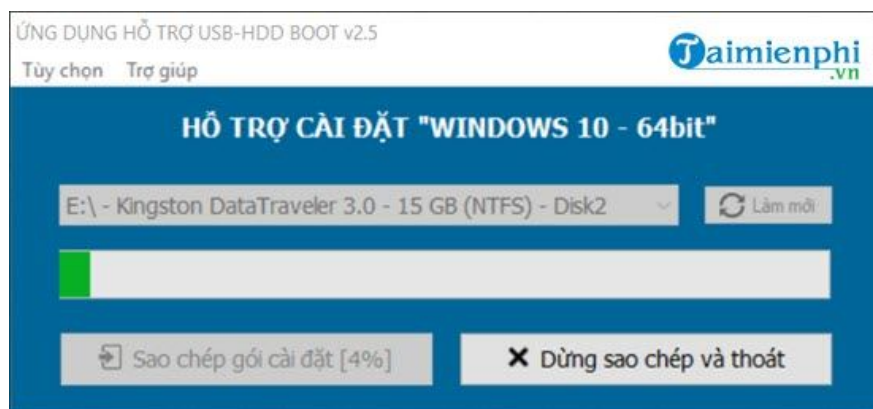 ỨNG DỤNG HỖ TRỢ USB-HDD BOOT v2.5
Taimienphi
.vn
Tùy chọn Trợ giúp
HỖ TRỢ CÀI ĐẶT "WINDOWS 10 - 64bit"
E:\ - Kingston DataTraveler 3.0 - 15 GB (NTFS) - Disk2 Làm mới
Sao chép gói cài đặt [4%] Dừng sao chép và thoát